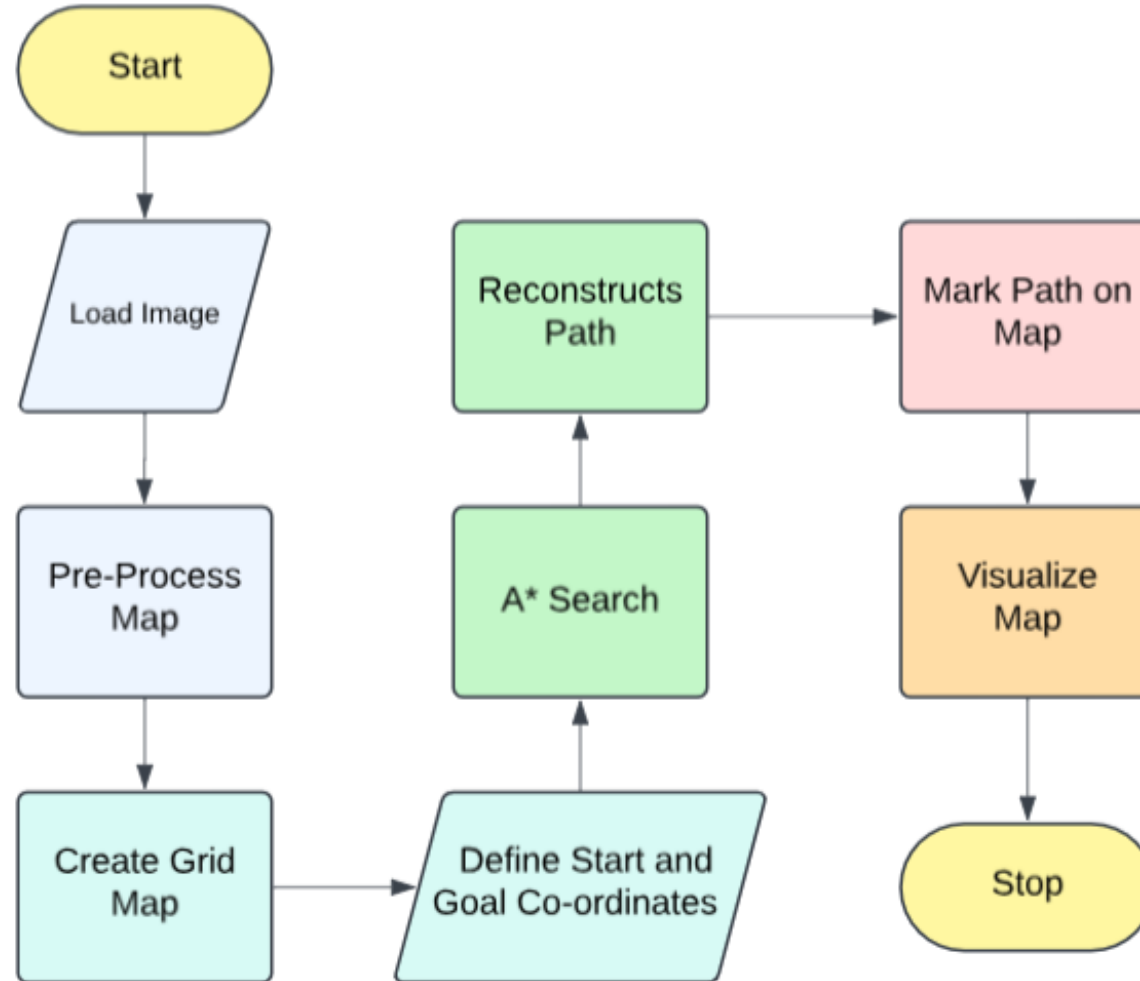 Start
Load Image
Pre-Process
Map
Create Grid
Map
Define Start and
Goal Co-ordinates
A* Search
Reconstructs
Path
Mark Path on
Map
Visualize
Map
Stop